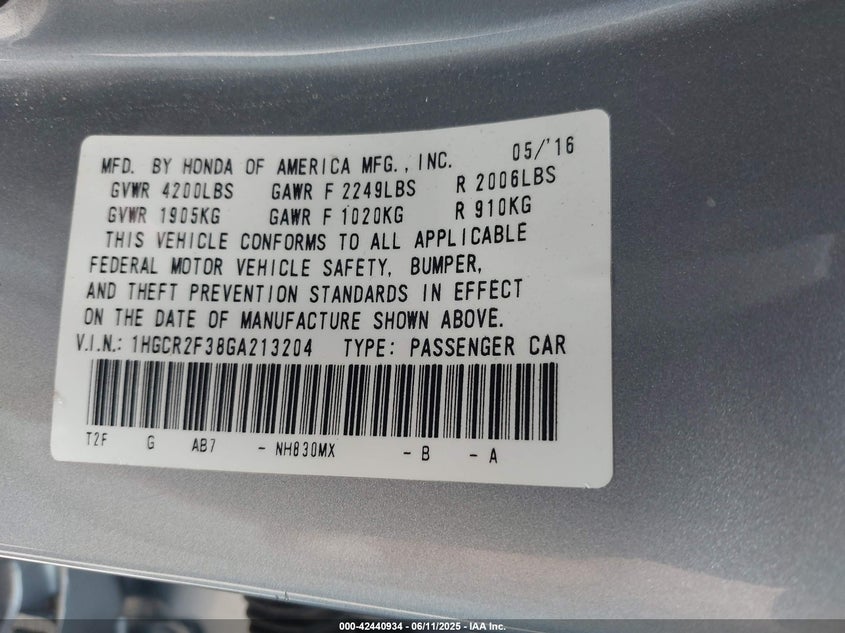 MFD. BY HONDA OF AMERICA MFG., INC. 05/'16
GVWR 4200LBS GAWR F 2249LBS R 2006LBS
GVWR 1905KG GAWR F 1020KG R 910KG
THIS VEHICLE CONFORMS TO ALL APPLICABLE
FEDERAL MOTOR VEHICLE SAFETY, BUMPER,
AND THEFT PREVENTION STANDARDS IN EFFECT
ON THE DATE OF MANUFACTURE SHOWN ABOVE.
V.I.N.: 1HGCR2F38GA213204 TYPE: PASSENGER CAR
T2F G AB7 - NH830MX - B - A
000-42440934 - 06/11/2025 - IAA Inc.